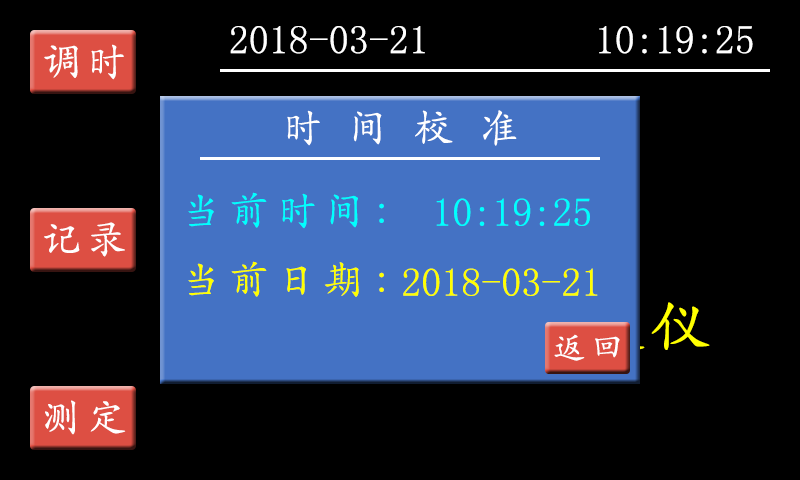 调时
2018-03-21 10:19:25
时间校准
当前时间： 10:19:25
记录
当前日期：2018-03-21
仪
返回
测定